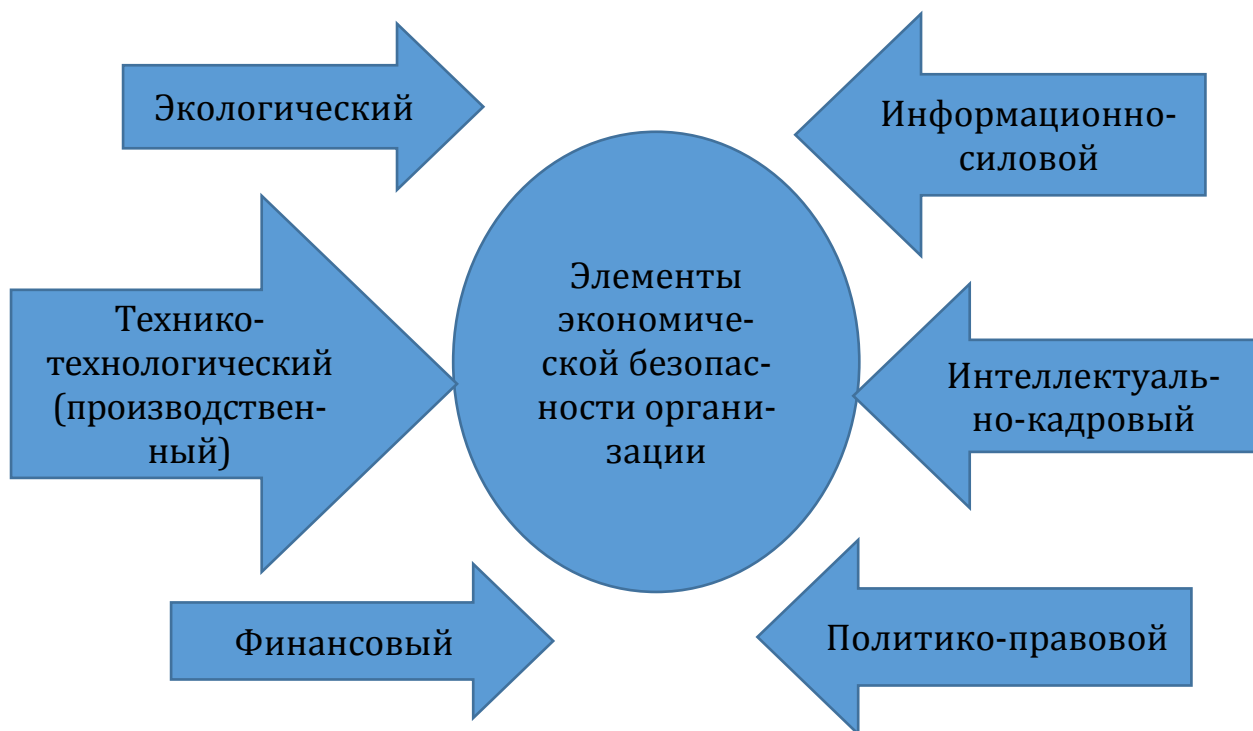 Экологический
Информационно-
силовой
Элементы
экономиче-
ской безопас-
ности органи-
зации
Технико-
технологический
(производствен-
ный)
Интеллектуаль-
но-кадровый
Финансовый
Политико-правовой